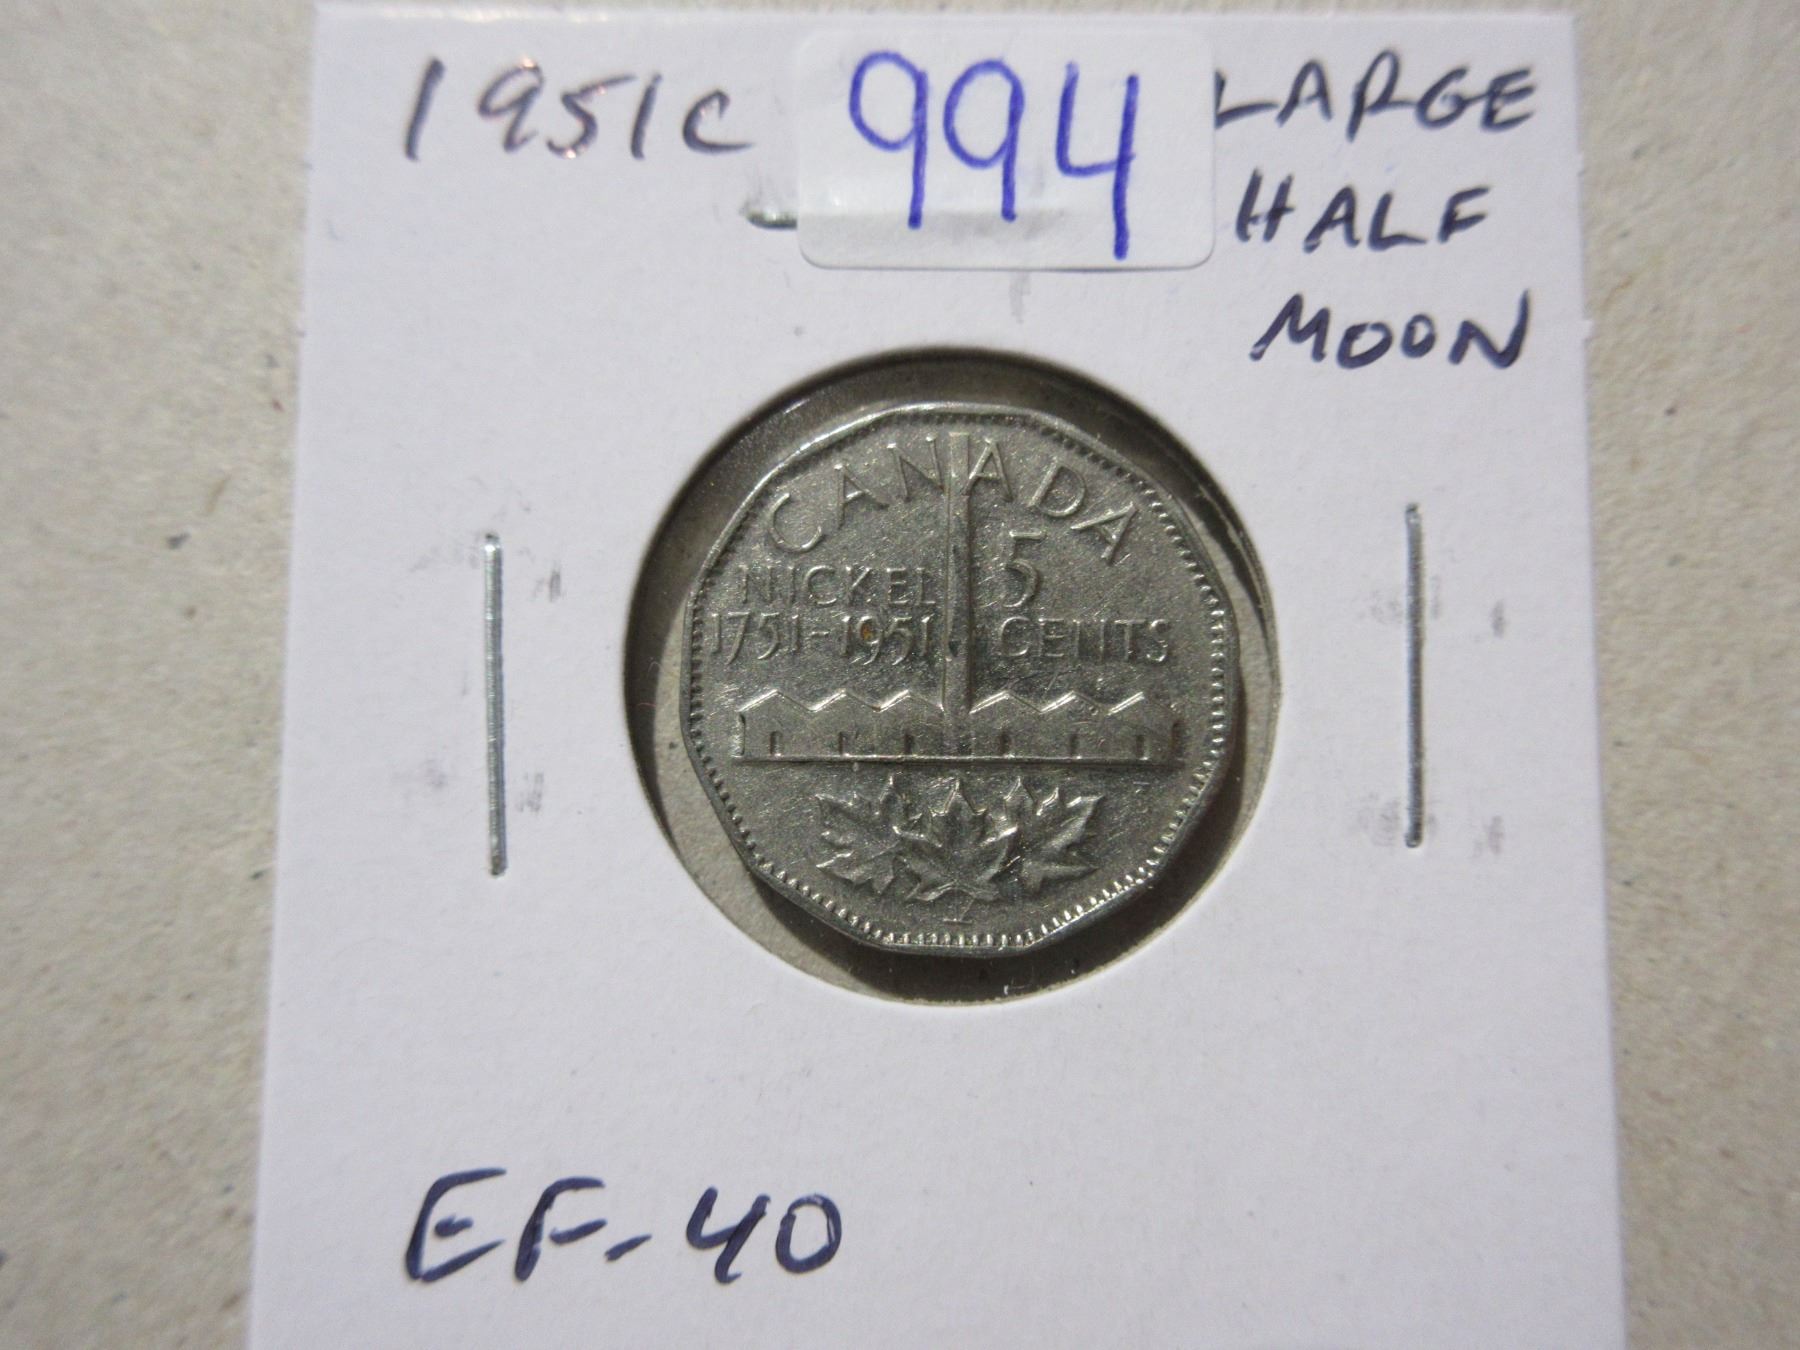 1951C 994 LARGE
HALF
MOON
CANADA
NICKEL 5
1751-1951 CENTS
EF-40